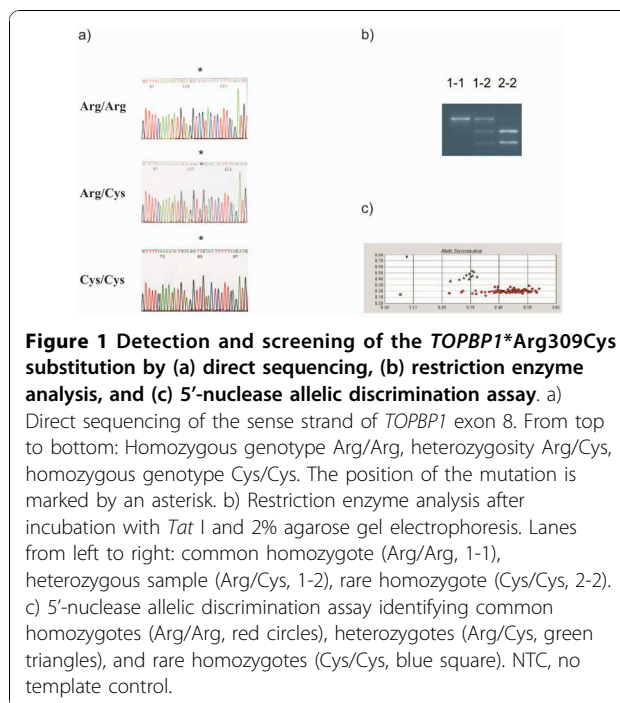 a)
b)
*
Arg/Arg
1-1 1-2 2-2
*
Arg/Cys
c)
Allelic Discrimination
*
Cys/Cys
Figure 1 Detection and screening of the TOPBP1*Arg309Cys
substitution by (a) direct sequencing, (b) restriction enzyme
analysis, and (c) 5′-nuclease allelic discrimination assay. a)
Direct sequencing of the sense strand of TOPBP1 exon 8. From top
to bottom: Homozygous genotype Arg/Arg, heterozygosity Arg/Cys,
homozygous genotype Cys/Cys. The position of the mutation is
marked by an asterisk. b) Restriction enzyme analysis after
incubation with Tat I and 2% agarose gel electrophoresis. Lanes
from left to right: common homozygote (Arg/Arg, 1-1),
heterozygous sample (Arg/Cys, 1-2), rare homozygote (Cys/Cys, 2-2).
c) 5′-nuclease allelic discrimination assay identifying common
homozygotes (Arg/Arg, red circles), heterozygotes (Arg/Cys, green
triangles), and rare homozygotes (Cys/Cys, blue square). NTC, no
template control.